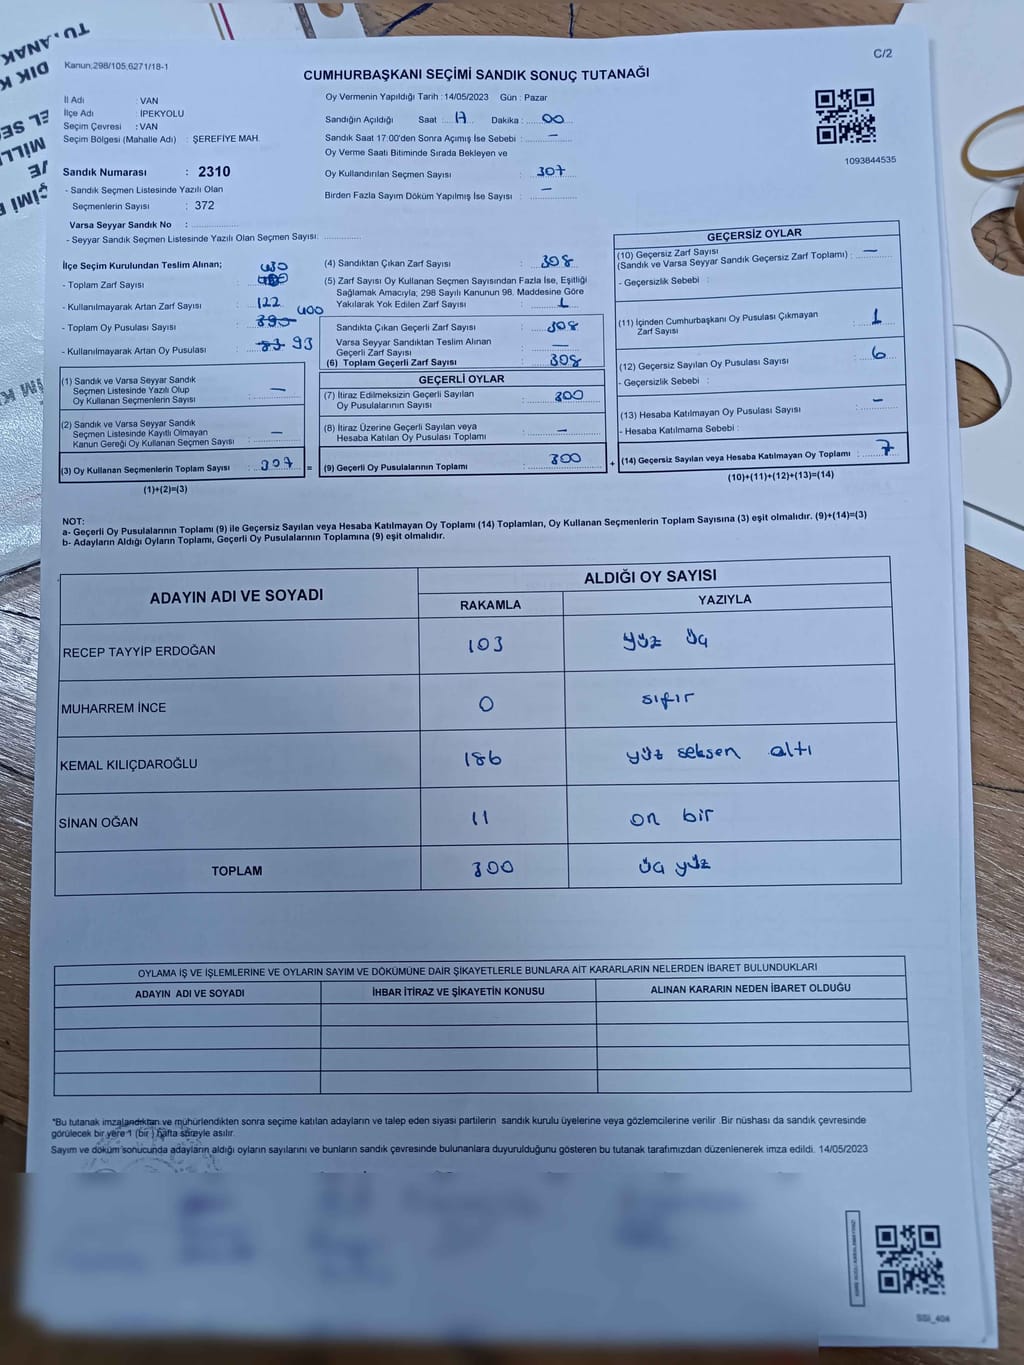 C/2
Kanun;298/105,6271/18-1
CUMHURBAŞKANI SEÇİMİ SANDIK SONUÇ TUTANAĞI
İl Adı : VAN
İlçe Adı : İPEKYOLU
Seçim Çevresi : VAN
Seçim Bölgesi (Mahalle Adı) : ŞEREFİYE MAH.
Sandık Numarası : 2310
- Sandık Seçmen Listesinde Yazılı Olan
Seçmenlerin Sayısı : 372
Varsa Seyyar Sandık No :
- Seyyar Sandık Seçmen Listesinde Yazılı Olan Seçmen Sayısı:
Oy Vermenin Yapıldığı Tarih : 14/05/2023 Gün : Pazar
Sandığın Açıldığı Saat : 17 Dakika : 00
Sandık Saat 17:00'den Sonra Açımış İse Sebebi : —
Oy Verme Saati Bitiminde Sırada Bekleyen ve
Oy Kullandırılan Seçmen Sayısı : 307
Birden Fazla Sayım Döküm Yapılmış İse Sayısı : —
1093844535
İlçe Seçim Kurulundan Teslim Alınan;
- Toplam Zarf Sayısı : 430
- Kullanılmayarak Artan Zarf Sayısı : 122
- Toplam Oy Pusulası Sayısı : 395 400
- Kullanılmayarak Artan Oy Pusulası : 83 93
(1) Sandık ve Varsa Seyyar Sandık
Seçmen Listesinde Yazılı Olup
Oy Kullanan Seçmenlerin Sayısı : —
(2) Sandık ve Varsa Seyyar Sandık
Seçmen Listesinde Kayıtlı Olmayan
Kanun Gereği Oy Kullanan Seçmen Sayısı : —
(3) Oy Kullanan Seçmenlerin Toplam Sayısı : 307 =
(1)+(2)=(3)
(4) Sandıktan Çıkan Zarf Sayısı : 308
(5) Zarf Sayısı Oy Kullanan Seçmen Sayısından Fazla İse, Eşitliği
Sağlamak Amacıyla; 298 Sayılı Kanunun 98. Maddesine Göre
Yakılarak Yok Edilen Zarf Sayısı : 1
Sandıkta Çıkan Geçerli Zarf Sayısı : 308
Varsa Seyyar Sandıktan Teslim Alınan
Geçerli Zarf Sayısı : —
(6) Toplam Geçerli Zarf Sayısı : 308
GEÇERLİ OYLAR
(7) İtiraz Edilmeksizin Geçerli Sayılan
Oy Pusulalarının Sayısı : 300
(8) İtiraz Üzerine Geçerli Sayılan veya
Hesaba Katılan Oy Pusulası Toplamı : —
(9) Geçerli Oy Pusulalarının Toplamı : 300 +
GEÇERSİZ OYLAR
(10) Geçersiz Zarf Sayısı
(Sandık ve Varsa Seyyar Sandık Geçersiz Zarf Toplamı) : —
- Geçersizlik Sebebi :
(11) İçinden Cumhurbaşkanı Oy Pusulası Çıkmayan
Zarf Sayısı : 1
(12) Geçersiz Sayılan Oy Pusulası Sayısı : 6
- Geçersizlik Sebebi :
(13) Hesaba Katılmayan Oy Pusulası Sayısı : —
- Hesaba Katılmama Sebebi :
(14) Geçersiz Sayılan veya Hesaba Katılmayan Oy Toplamı : 7
(10)+(11)+(12)+(13)=(14)
NOT:
a- Geçerli Oy Pusulalarının Toplamı (9) ile Geçersiz Sayılan veya Hesaba Katılmayan Oy Toplamı (14) Toplamları, Oy Kullanan Seçmenlerin Toplam Sayısına (3) eşit olmalıdır. (9)+(14)=(3)
b- Adayların Aldığı Oyların Toplamı, Geçerli Oy Pusulalarının Toplamına (9) eşit olmalıdır.
ADAYIN ADI VE SOYADI ALDIĞI OY SAYISI
RAKAMLA YAZIYLA
RECEP TAYYİP ERDOĞAN 103 yüz üç
MUHARREM İNCE 0 sıfır
KEMAL KILIÇDAROĞLU 186 yüz seksen altı
SİNAN OĞAN 11 on bir
TOPLAM 300 üç yüz
OYLAMA İŞ VE İŞLEMLERİNE VE OYLARIN SAYIM VE DÖKÜMÜNE DAİR ŞİKAYETLERLE BUNLARA AİT KARARLARIN NELERDEN İBARET BULUNDUKLARI
ADAYIN ADI VE SOYADI İHBAR İTİRAZ VE ŞİKAYETİN KONUSU ALINAN KARARIN NEDEN İBARET OLDUĞU
*Bu tutanak imzalandıktan ve mühürlendikten sonra seçime katılan adayların ve talep eden siyasi partilerin sandık kurulu üyelerine veya gözlemcilerine verilir .Bir nüshası da sandık çevresinde
görülecek bir yere 1 (bir ) hafta süreyle asılır.
Sayım ve döküm sonucunda adayların aldığı oyların sayılarını ve bunların sandık çevresinde bulunanlara duyurulduğunu gösteren bu tutanak tarafımızdan düzenlenerek imza edildi. 14/05/2023
SSI_404